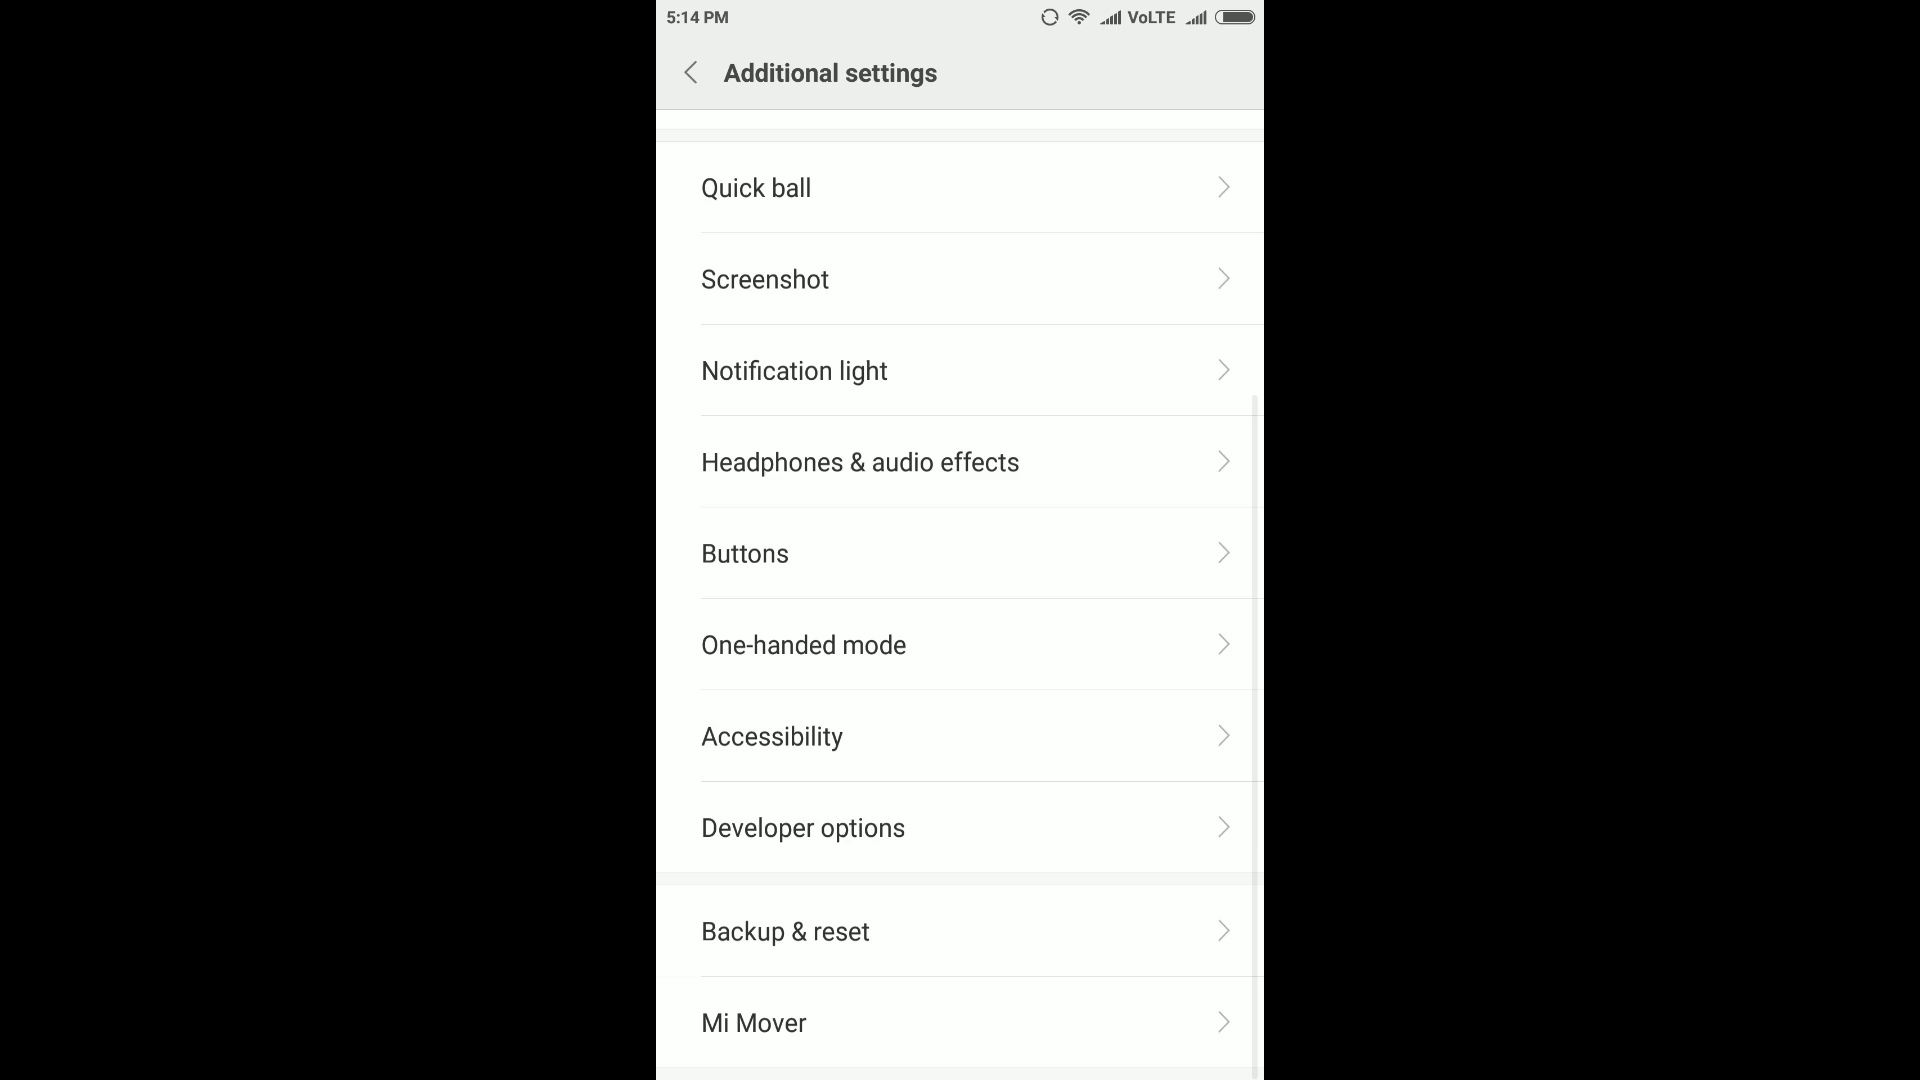 5:14 PM VoLTE
Additional settings
Quick ball
Screenshot
Notification light
Headphones & audio effects
Buttons
One-handed mode
Accessibility
Developer options
Backup & reset
Mi Mover